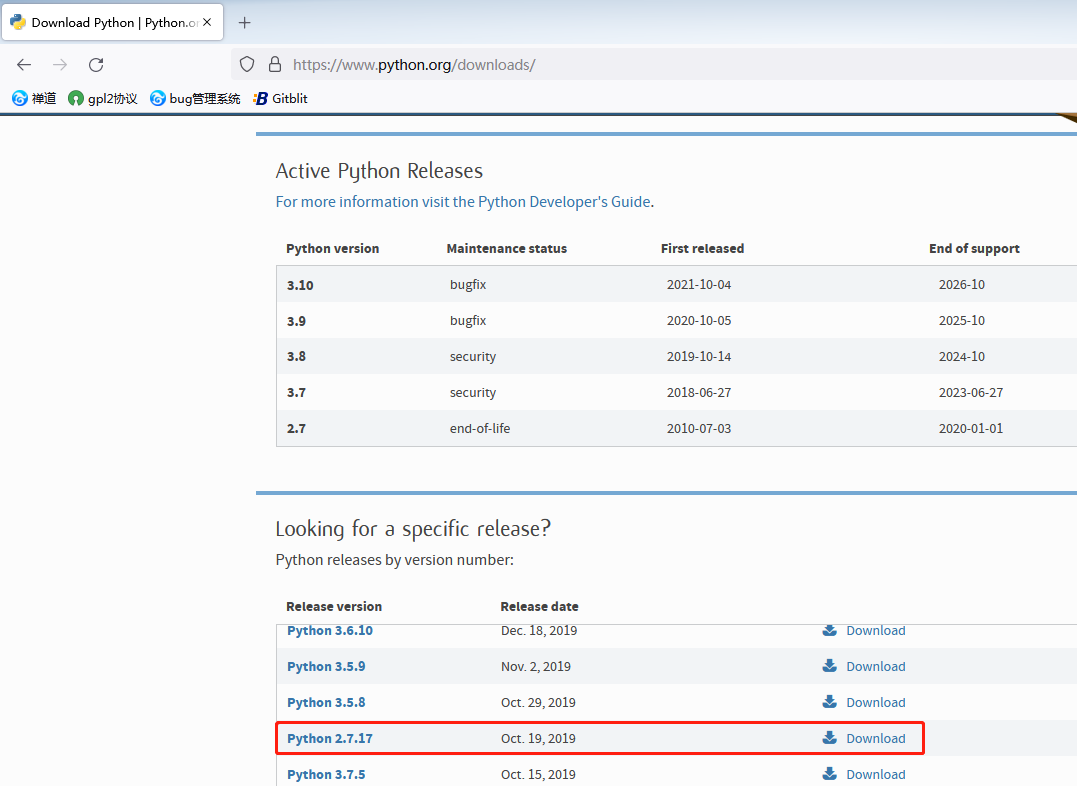 Download Python | Python.or
https://www.python.org/downloads/
禅道 gpl2协议 bug管理系统 Gitblit
Active Python Releases
For more information visit the Python Developer's Guide.
Python version Maintenance status First released End of support
3.10 bugfix 2021-10-04 2026-10
3.9 bugfix 2020-10-05 2025-10
3.8 security 2019-10-14 2024-10
3.7 security 2018-06-27 2023-06-27
2.7 end-of-life 2010-07-03 2020-01-01
Looking for a specific release?
Python releases by version number:
Release version Release date
Python 3.6.10 Dec. 18, 2019 Download
Python 3.5.9 Nov. 2, 2019 Download
Python 3.5.8 Oct. 29, 2019 Download
Python 2.7.17 Oct. 19, 2019 Download
Python 3.7.5 Oct. 15, 2019 Download